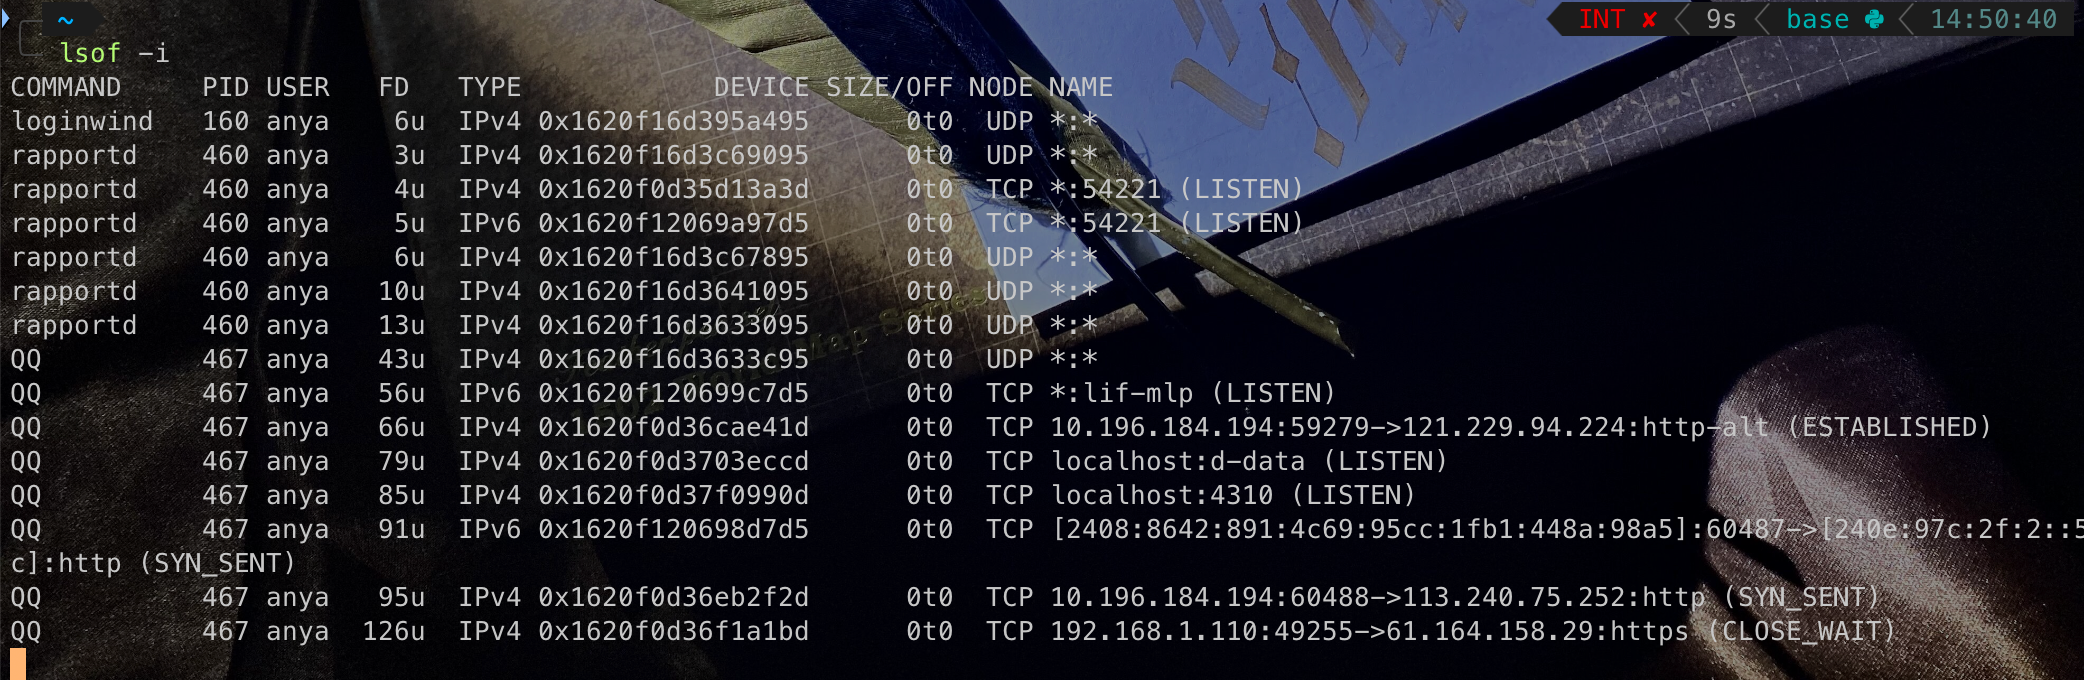 ~ INT ✘ 9s base 14:50:40
lsof -i
COMMAND PID USER FD TYPE DEVICE SIZE/OFF NODE NAME
loginwind 160 anya 6u IPv4 0x1620f16d395a495 0t0 UDP *:*
rapportd 460 anya 3u IPv4 0x1620f16d3c69095 0t0 UDP *:*
rapportd 460 anya 4u IPv4 0x1620f0d35d13a3d 0t0 TCP *:54221 (LISTEN)
rapportd 460 anya 5u IPv6 0x1620f12069a97d5 0t0 TCP *:54221 (LISTEN)
rapportd 460 anya 6u IPv4 0x1620f16d3c67895 0t0 UDP *:*
rapportd 460 anya 10u IPv4 0x1620f16d3641095 0t0 UDP *:*
rapportd 460 anya 13u IPv4 0x1620f16d3633095 0t0 UDP *:*
QQ 467 anya 43u IPv4 0x1620f16d3633c95 0t0 UDP *:*
QQ 467 anya 56u IPv6 0x1620f120699c7d5 0t0 TCP *:lif-mlp (LISTEN)
QQ 467 anya 66u IPv4 0x1620f0d36cae41d 0t0 TCP 10.196.184.194:59279->121.229.94.224:http-alt (ESTABLISHED)
QQ 467 anya 79u IPv4 0x1620f0d3703eccd 0t0 TCP localhost:d-data (LISTEN)
QQ 467 anya 85u IPv4 0x1620f0d37f0990d 0t0 TCP localhost:4310 (LISTEN)
QQ 467 anya 91u IPv6 0x1620f120698d7d5 0t0 TCP [2408:8642:891:4c69:95cc:1fb1:448a:98a5]:60487->[240e:97c:2f:2::5
c]:http (SYN_SENT)
QQ 467 anya 95u IPv4 0x1620f0d36eb2f2d 0t0 TCP 10.196.184.194:60488->113.240.75.252:http (SYN_SENT)
QQ 467 anya 126u IPv4 0x1620f0d36f1a1bd 0t0 TCP 192.168.1.110:49255->61.164.158.29:https (CLOSE_WAIT)